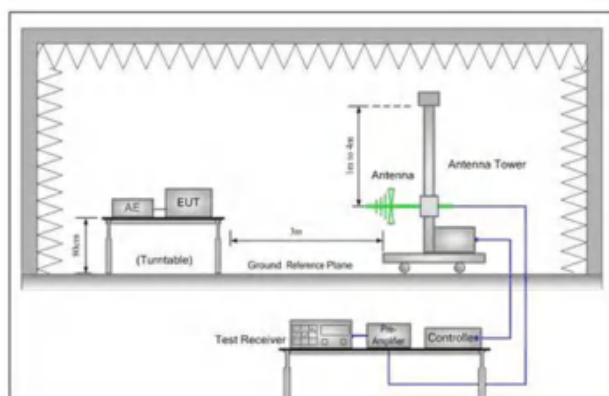 1m to 4m
Antenna
Antenna Tower
AE
EUT
80cm
3m
(Turntable)
Ground Reference Plane
Test Receiver
Pre-
Amplifier
Controller